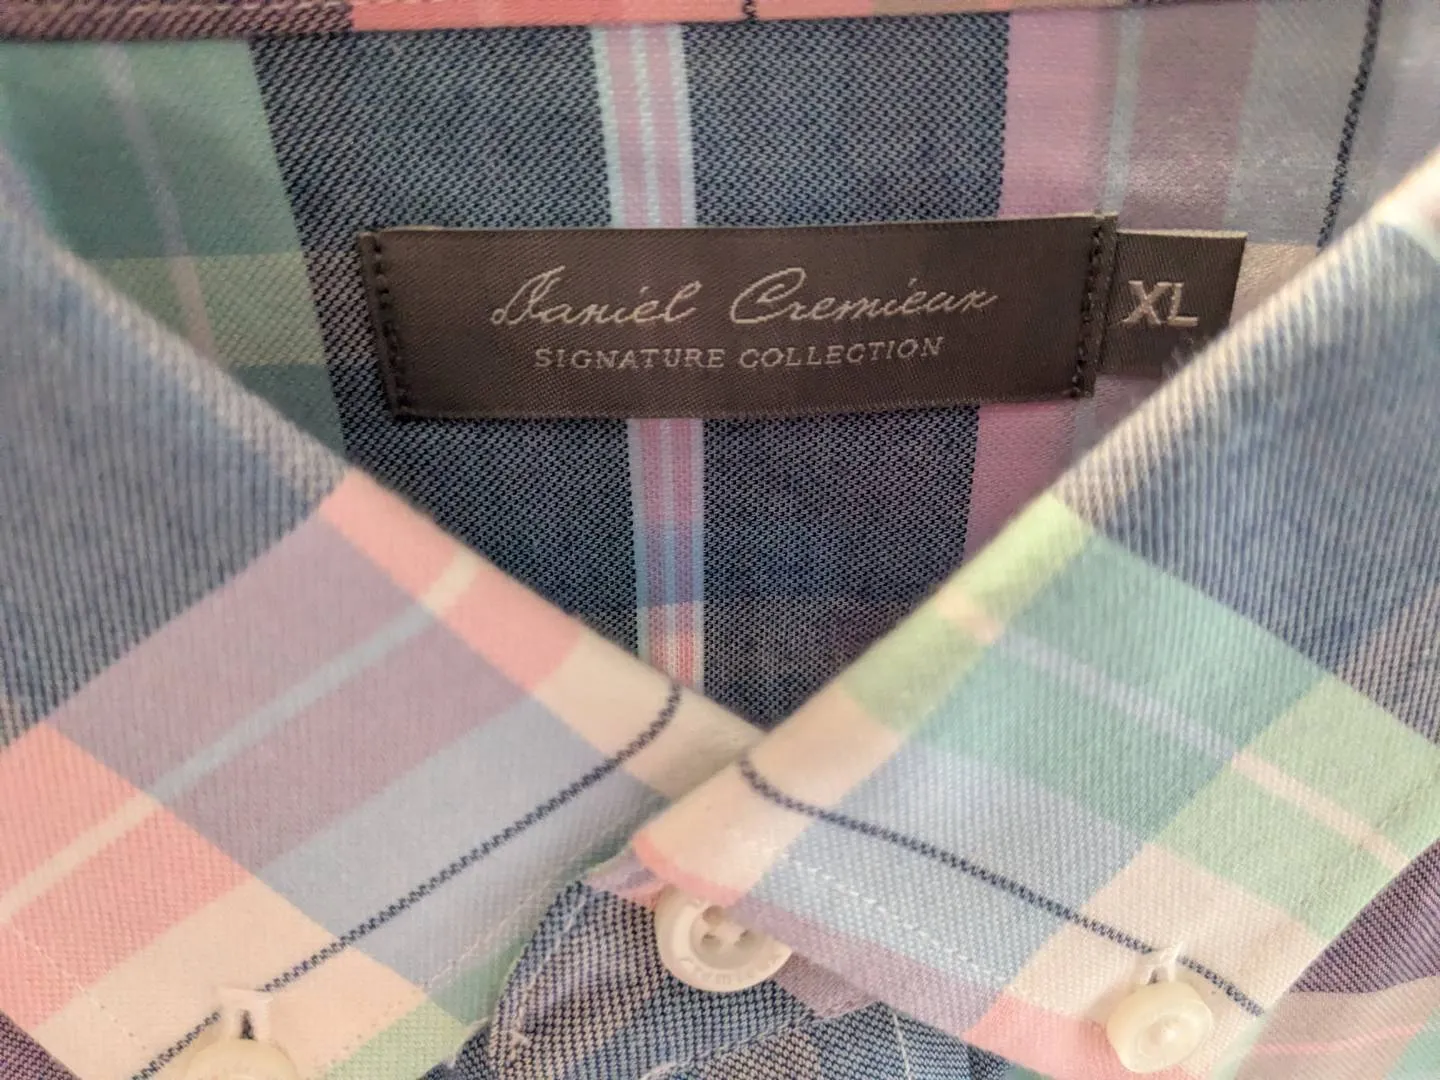 Daniel Cremieux
SIGNATURE COLLECTION
XL